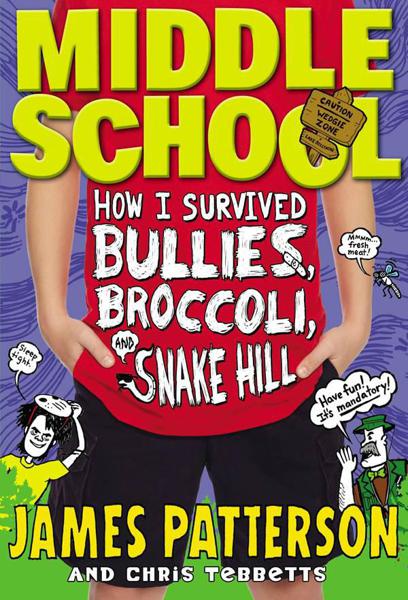 MIDDLE
SCHOOL
CAUTION
WEDGIE
ZONE
HOW I SURVIVED
BULLIES,
BROCCOLI,
AND
SNAKE HILL
Mmmm...
fresh
meat!
Sleep
tight.
Have fun!
It's mandatory!
JAMES PATTERSON
AND CHRIS TEBBETTS